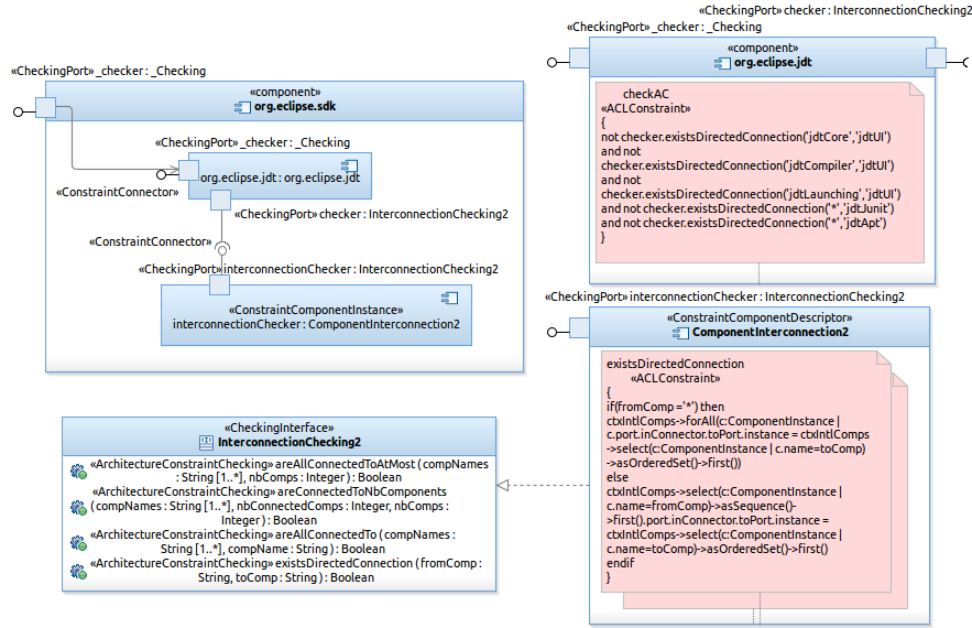 «CheckingPort» checker : InterconnectionChecking2
«CheckingPort» _checker : _Checking
«component»
org.eclipse.jdt
checkAC
«ACLConstraint»
{
not checker.existsDirectedConnection('jdtCore','jdtUI')
and not
checker.existsDirectedConnection('jdtCompiler','jdtUI')
and not
checker.existsDirectedConnection('jdtLaunching','jdtUI')
and not checker.existsDirectedConnection('*','jdtJunit')
and not checker.existsDirectedConnection('*','jdtApt')
}
«CheckingPort» _checker : _Checking
«component»
org.eclipse.sdk
«CheckingPort» _checker : _Checking
org.eclipse.jdt : org.eclipse.jdt
«ConstraintConnector»
«CheckingPort» checker : InterconnectionChecking2
«ConstraintConnector»
«CheckingPort» interconnectionChecker : InterconnectionChecking2
«ConstraintComponentInstance»
interconnectionChecker : ComponentInterconnection2
«CheckingPort» interconnectionChecker : InterconnectionChecking2
«ConstraintComponentDescriptor»
ComponentInterconnection2
existsDirectedConnection
«ACLConstraint»
{
if(fromComp ='*') then
ctxIntlComps->forAll(c:ComponentInstance |
c.port.inConnector.toPort.instance = ctxIntlComps
->select(c:ComponentInstance | c.name=toComp)
->asOrderedSet()->first())
else
ctxIntlComps->select(c:ComponentInstance |
c.name=fromComp)->asSequence()-
>first().port.inConnector.toPort.instance =
ctxIntlComps->select(c:ComponentInstance |
c.name=toComp)->asOrderedSet()->first()
endif
}
«CheckingInterface»
InterconnectionChecking2
«ArchitectureConstraintChecking» areAllConnectedToAtMost ( compNames
: String [1..*], nbComps : Integer ) : Boolean
«ArchitectureConstraintChecking» areConnectedToNbComponents
( compNames : String [1..*], nbConnectedComps : Integer, nbComps :
Integer ) : Boolean
«ArchitectureConstraintChecking» areAllConnectedTo ( compNames :
String [1..*], compName : String ) : Boolean
«ArchitectureConstraintChecking» existsDirectedConnection ( fromComp :
String, toComp : String ) : Boolean